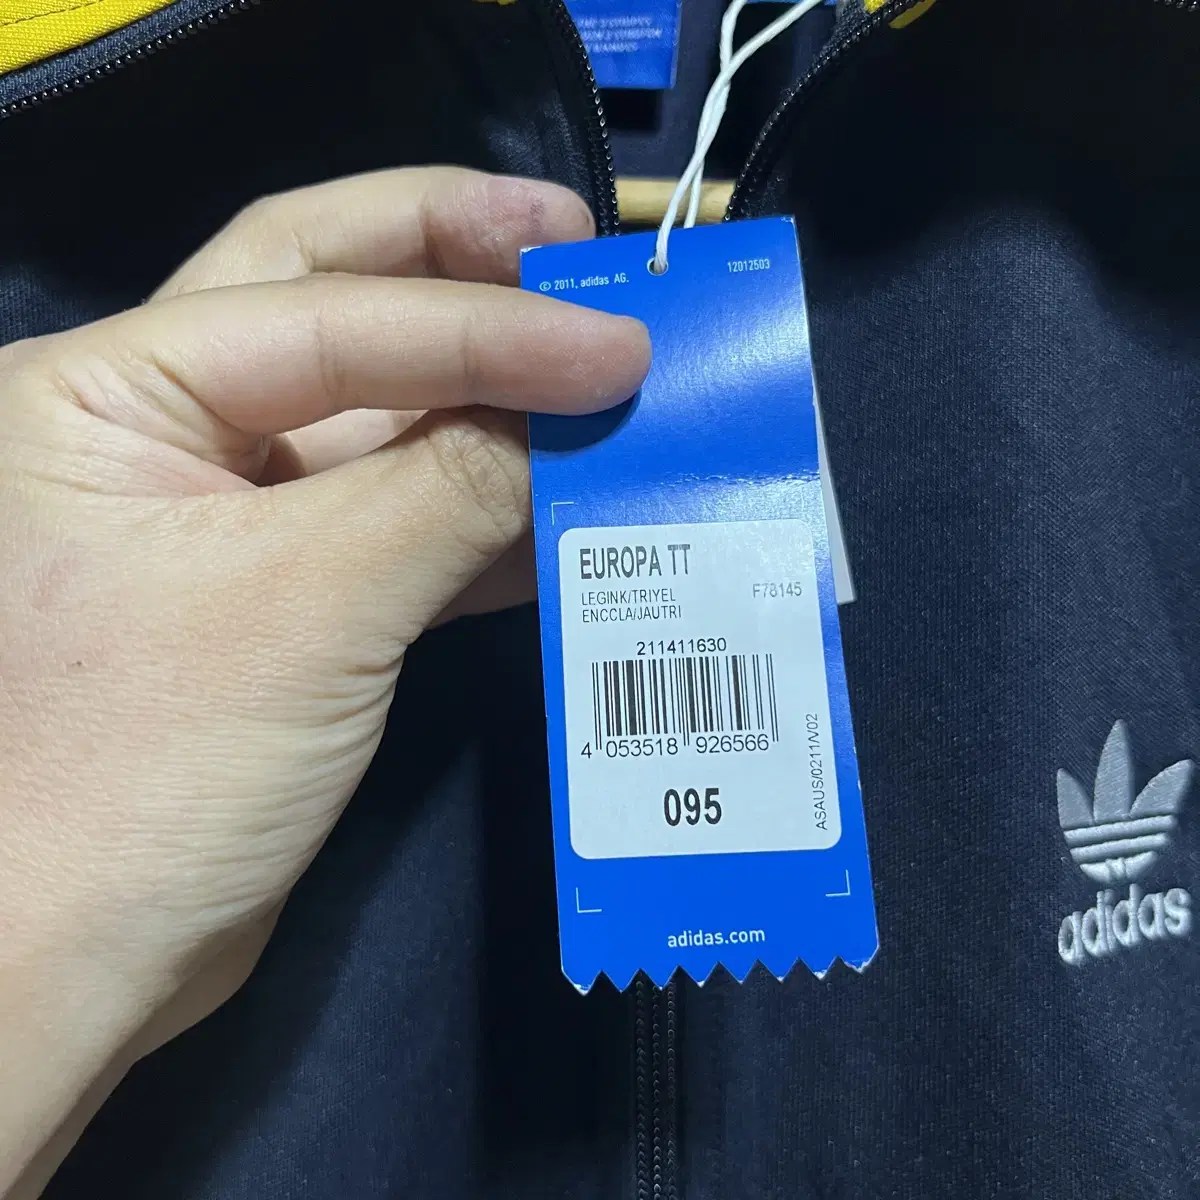 © 2011, adidas AG.
12012503
EUROPA TT
LEGINK/TRIYEL
F78145
ENCCLA/JAUTRI
211411630
4 053518 926566
095
ASAUS/0211/V/02
adidas.com
adidas